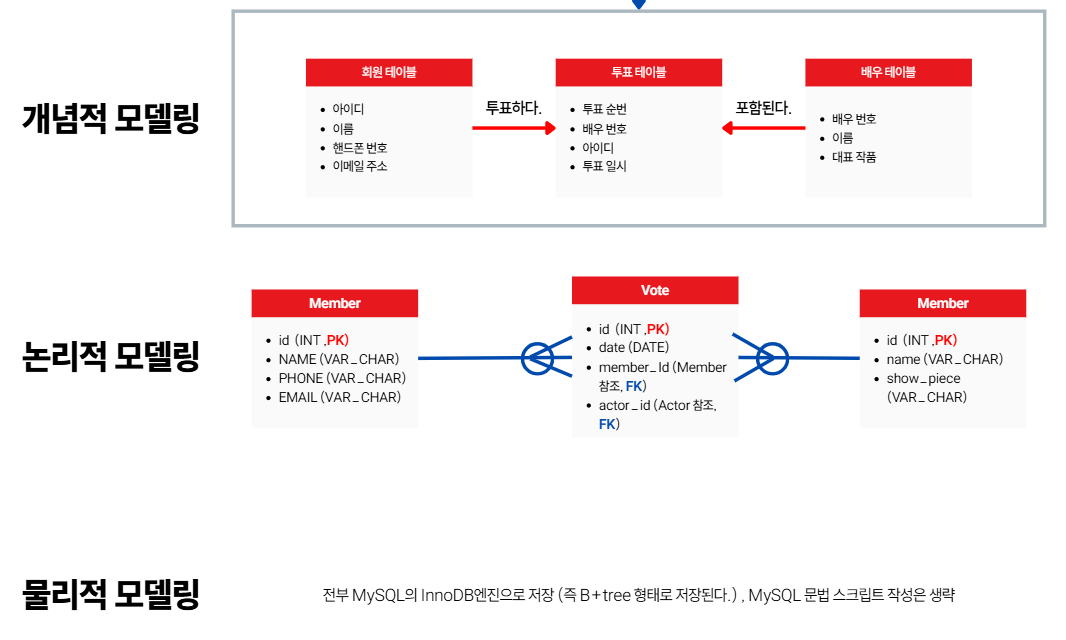 개념적 모델링
회원 테이블
아이디
이름
핸드폰 번호
이메일 주소
투표하다.
투표 테이블
투표 순번
배우 번호
아이디
투표 일시
포함된다.
배우 테이블
배우 번호
이름
대표 작품
논리적 모델링
Member
id (INT ,PK)
NAME (VAR_CHAR)
PHONE (VAR_CHAR)
EMAIL (VAR_CHAR)
Vote
id (INT ,PK)
date (DATE)
member_Id (Member
참조, FK)
actor_id (Actor 참조,
FK)
Member
id (INT ,PK)
name (VAR_CHAR)
show_piece
(VAR_CHAR)
물리적 모델링
전부 MySQL의 InnoDB엔진으로 저장 (즉 B+tree 형태로 저장된다.) , MySQL 문법 스크립트 작성은 생략